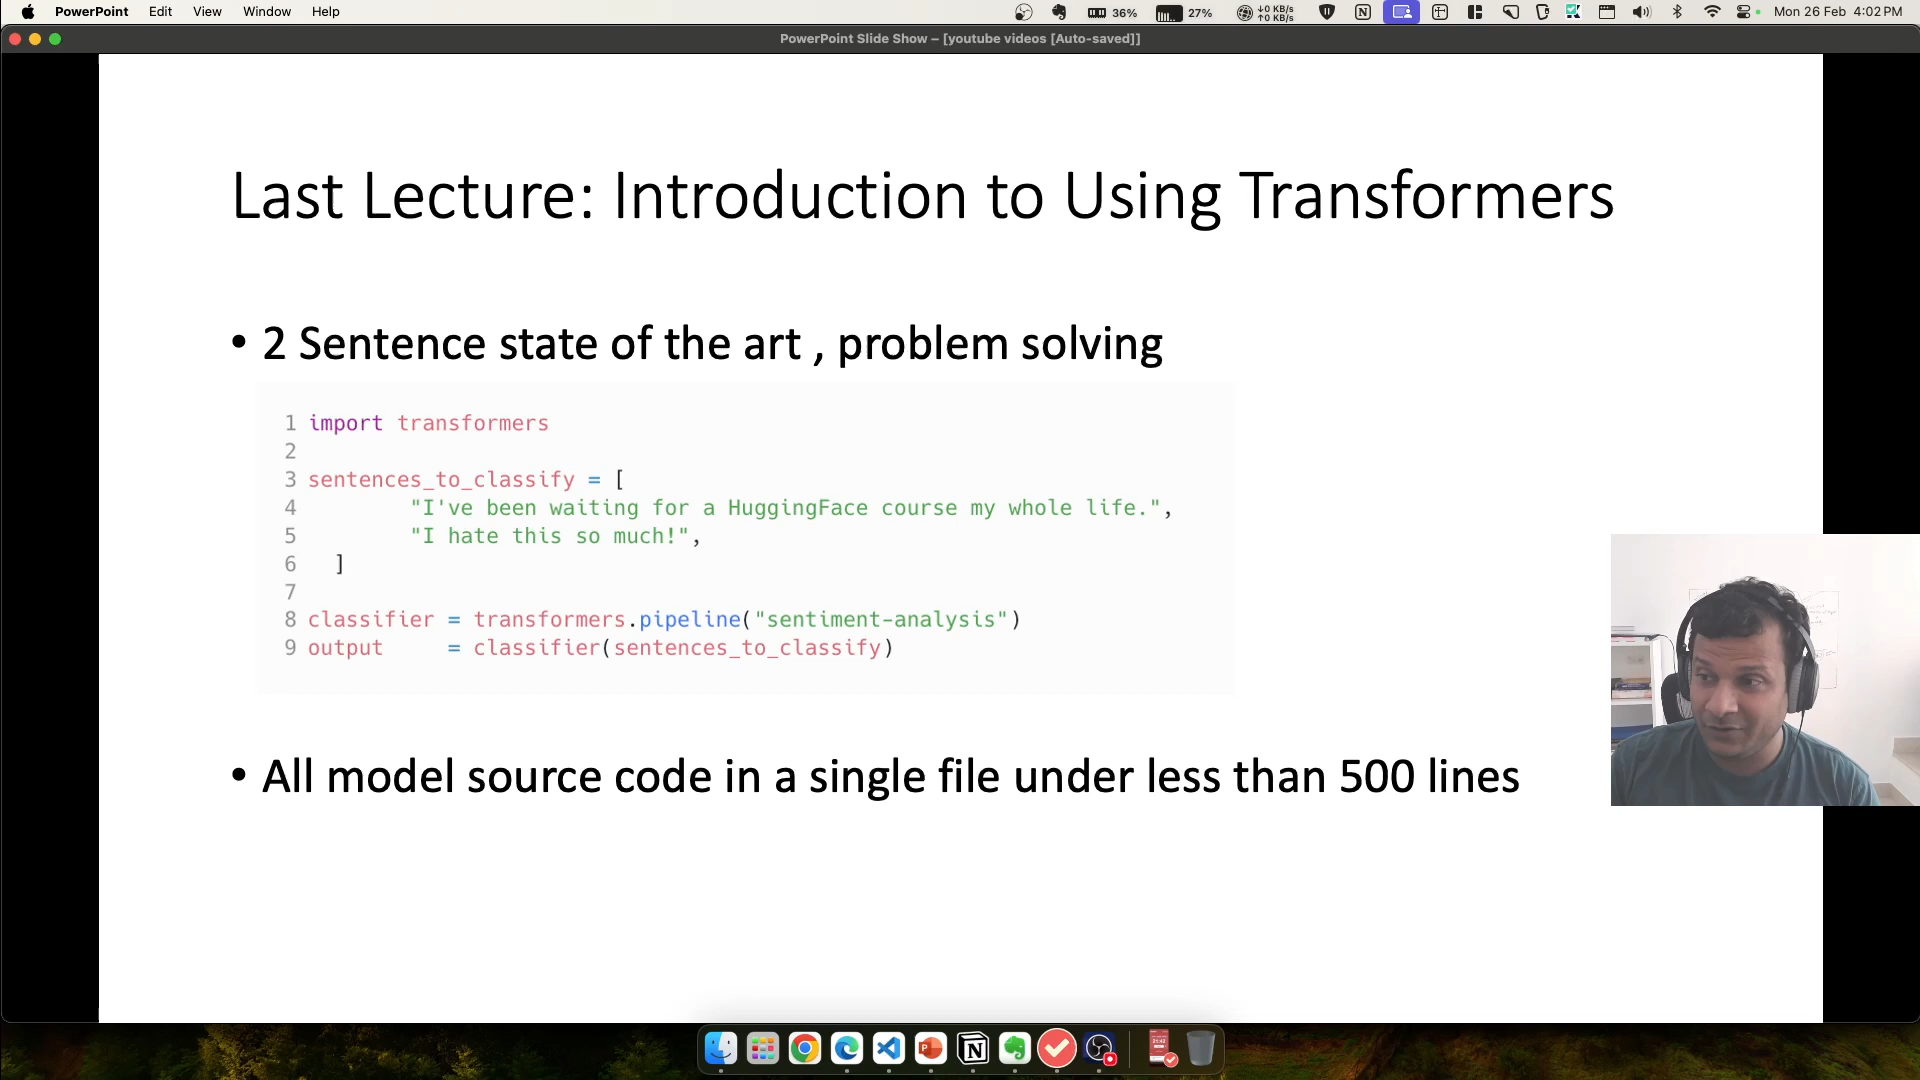 PowerPoint Edit View Window Help 36% 27% ↓0 KB/s ↑0 KB/s Mon 26 Feb 4:02 PM
PowerPoint Slide Show – [youtube videos [Auto-saved]]
Last Lecture: Introduction to Using Transformers
• 2 Sentence state of the art , problem solving
1 import transformers
2
3 sentences_to_classify = [
4 "I've been waiting for a HuggingFace course my whole life.",
5 "I hate this so much!",
6 ]
7
8 classifier = transformers.pipeline("sentiment-analysis")
9 output = classifier(sentences_to_classify)
• All model source code in a single file under less than 500 lines